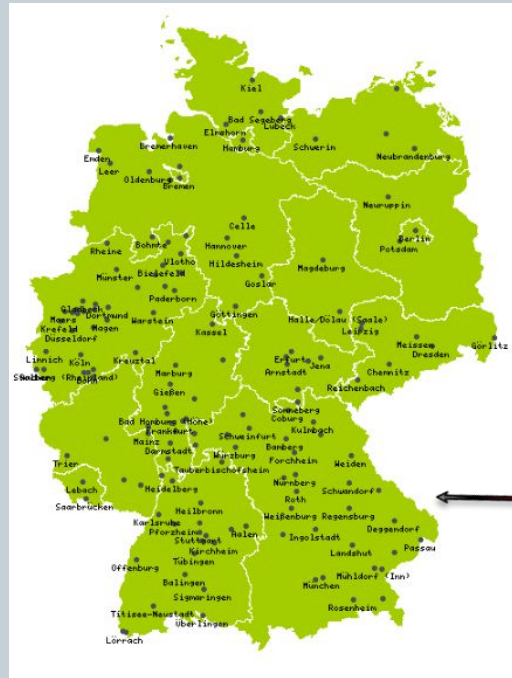 Kiel
Bad Segeberg
Lübeck
Elmshorn
Hamburg
Schwerin
Bremerhaven
Neubrandenburg
Emden
Leer
Oldenburg
Bremen
Neuruppin
Celle
Berlin
Potsdam
Hannover
Bohnte
Rheine
Vlotho
Hildesheim
Bielefeld
Magdeburg
Münster
Goslar
Paderborn
Göttingen
Dortmund
Moers
Warstein
Halle/Dölau (Saale)
Krefeld
Hagen
Leipzig
Kassel
Düsseldorf
Meissen
Görlitz
Dresden
Linnich
Köln
Kreuztal
Erfurt
Jena
Arnstadt
Chemnitz
Marburg
(Rheinland)
Reichenbach
Gießen
Sonneberg
Coburg
Bad Homburg
(Höhe)
Kulmbach
Frankfurt
Schweinfurt
Mainz
Bamberg
Darmstadt
Würzburg
Forchheim
Trier
Weiden
Tauberbischofsheim
Nürnberg
Lebach
Heidelberg
Schwandorf
Roth
Saarbrücken
Heilbronn
Weißenburg
Regensburg
Karlsruhe
Deggendorf
Pforzheim
Aalen
Ingolstadt
Stuttgart
Passau
Kirchheim
Landshut
Tübingen
Offenburg
Mühldorf (Inn)
Balingen
München
Sigmaringen
Rosenheim
Titisee-Neustadt
Überlingen
Lörrach